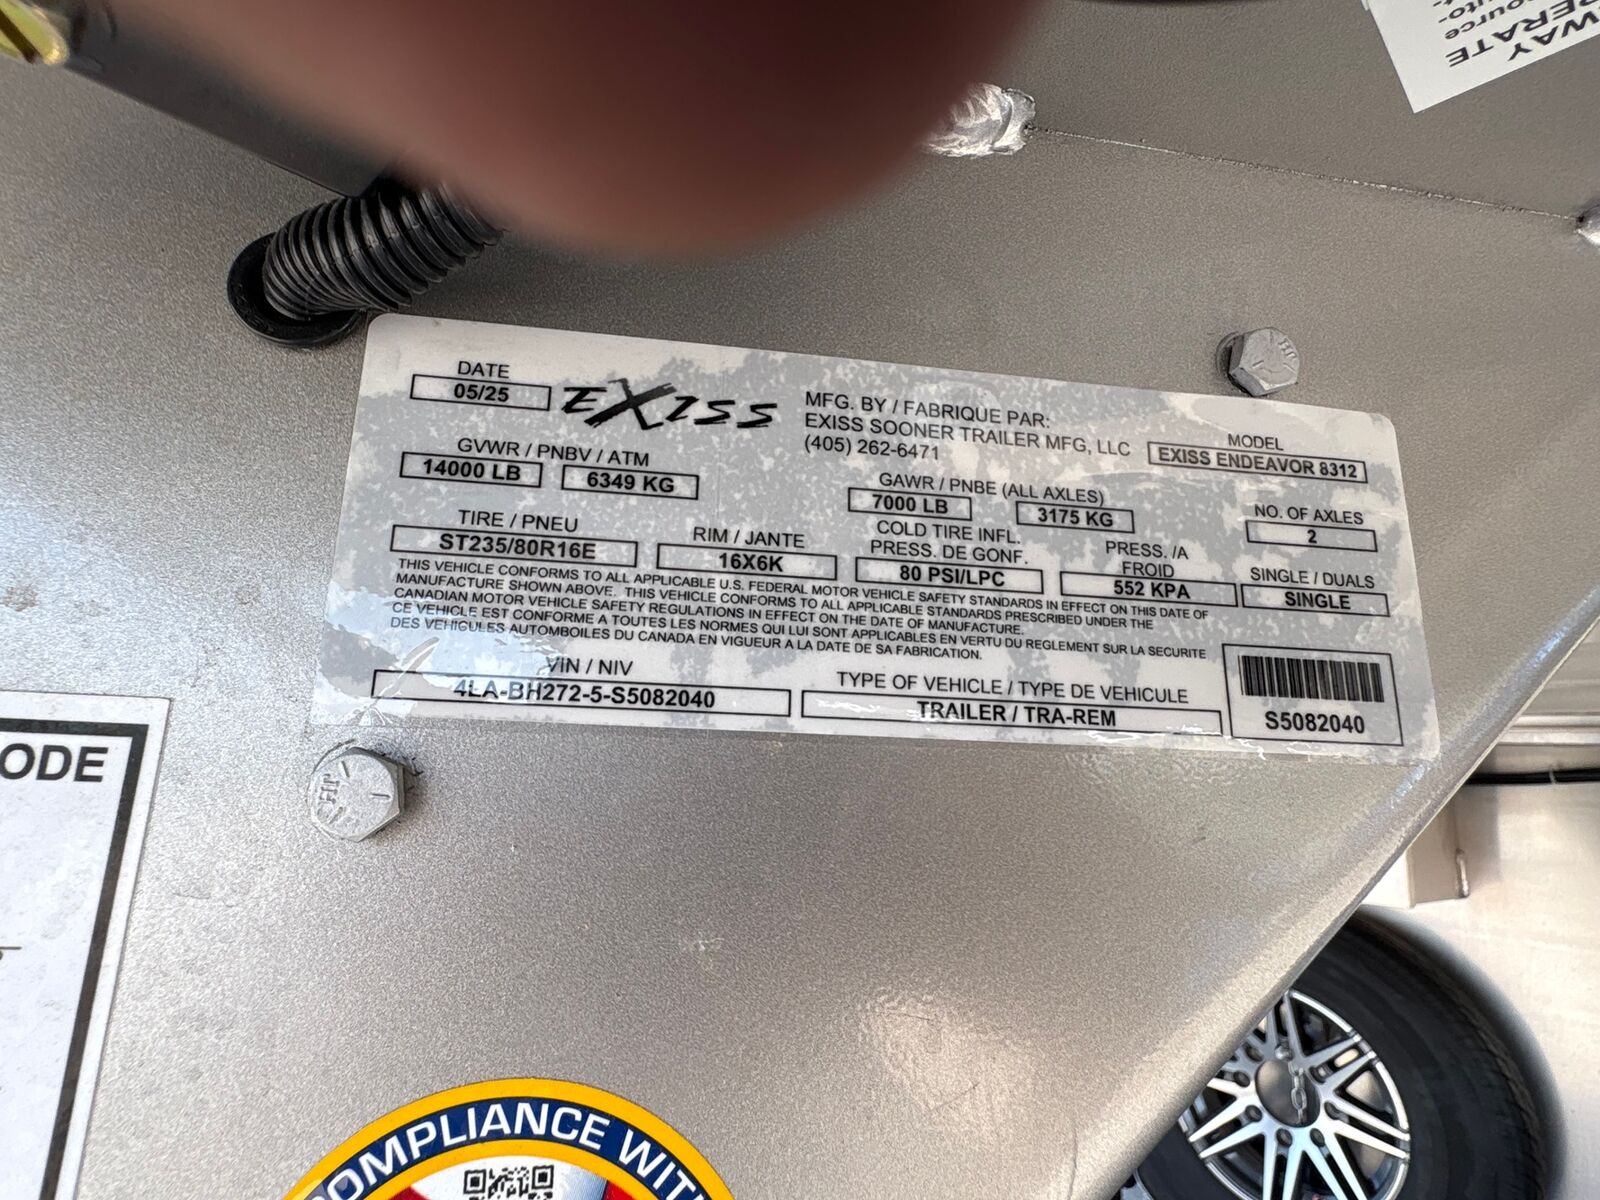 WAY
PERATE
ource
uto-
DATE
05/25
EXISS
MFG. BY / FABRIQUE PAR:
EXISS SOONER TRAILER MFG, LLC
(405) 262-6471
MODEL
EXISS ENDEAVOR 8312
GVWR / PNBV / ATM
14000 LB
6349 KG
GAWR / PNBE (ALL AXLES)
7000 LB
3175 KG
NO. OF AXLES
2
TIRE / PNEU
ST235/80R16E
RIM / JANTE
16X6K
COLD TIRE INFL.
PRESS. DE GONF.
80 PSI/LPC
PRESS. /A
FROID
552 KPA
SINGLE / DUALS
SINGLE
THIS VEHICLE CONFORMS TO ALL APPLICABLE U.S. FEDERAL MOTOR VEHICLE SAFETY STANDARDS IN EFFECT ON THIS DATE OF
MANUFACTURE SHOWN ABOVE. THIS VEHICLE CONFORMS TO ALL APPLICABLE STANDARDS PRESCRIBED UNDER THE
CANADIAN MOTOR VEHICLE SAFETY REGULATIONS IN EFFECT ON THE DATE OF MANUFACTURE.
CE VEHICLE EST CONFORME A TOUTES LES NORMES QUI LUI SONT APPLICABLES EN VERTU DU REGLEMENT SUR LA SECURITE
DES VEHIGULES AUTOMBOILES DU CANADA EN VIGUEUR A LA DATE DE SA FABRICATION.
VIN / NIV
4LA-BH272-5-S5082040
TYPE OF VEHICLE / TYPE DE VEHICULE
TRAILER / TRA-REM
S5082040
ODE
OMPLIANCE WIT